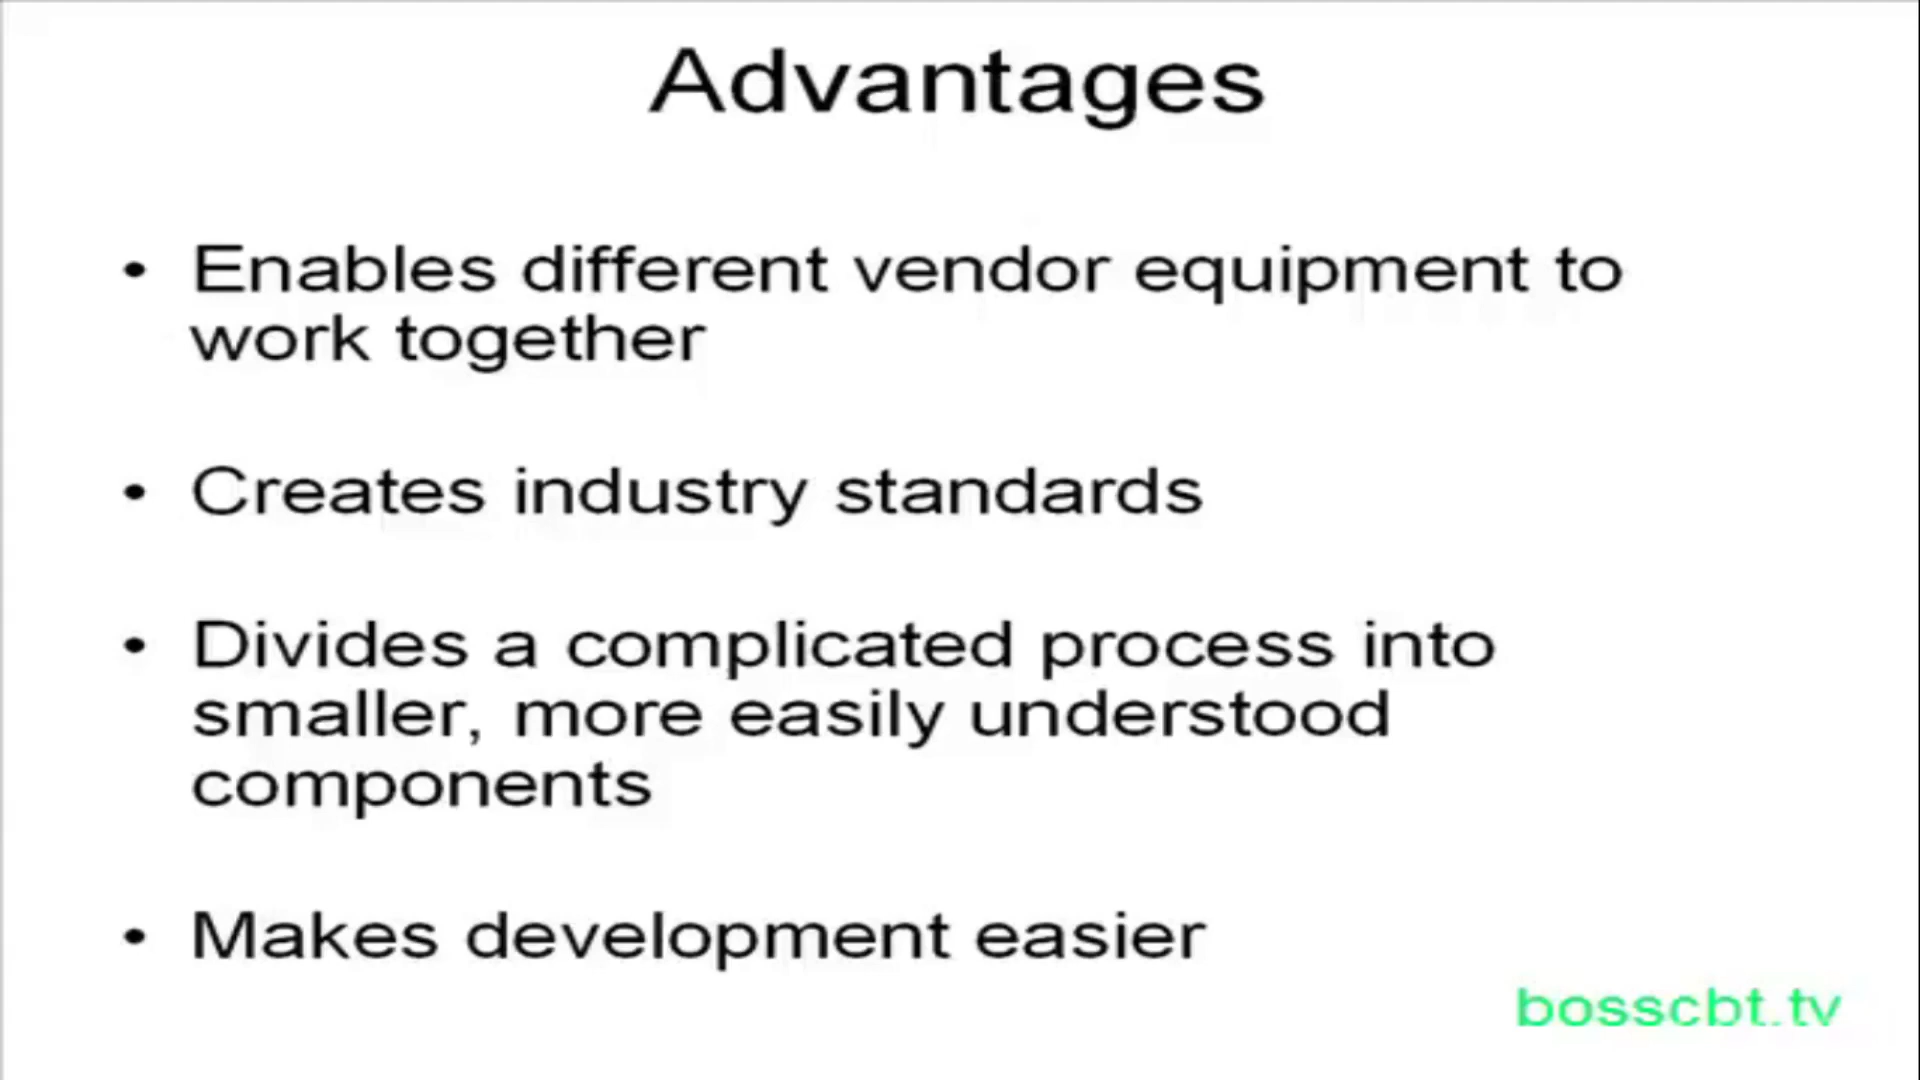 Advantages
• Enables different vendor equipment to
work together
• Creates industry standards
• Divides a complicated process into
smaller, more easily understood
components
• Makes development easier
bosscbt.tv